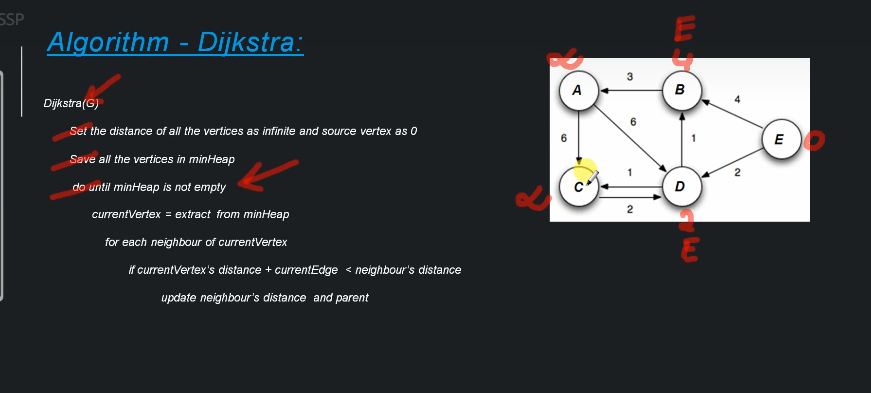 SSP
Algorithm - Dijkstra:
Dijkstra(G)
Set the distance of all the vertices as infinite and source vertex as 0
Save all the vertices in minHeap
do until minHeap is not empty
currentVertex = extract from minHeap
for each neighbour of currentVertex
if currentVertex's distance + currentEdge < neighbour's distance
update neighbour's distance and parent
E
4
∝
A
3
B
4
6
6
1
E
0
C
1
2
D
2
∝
2
E